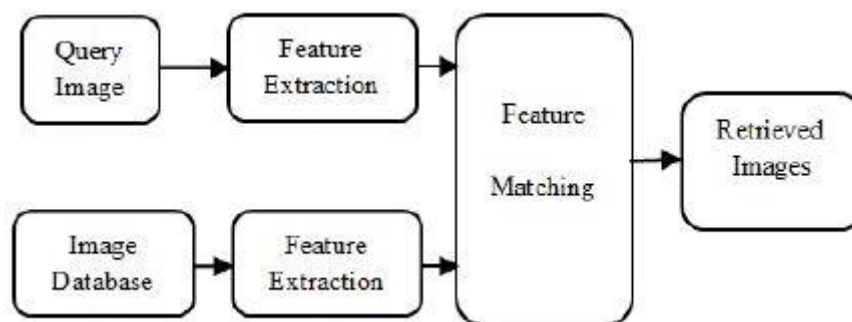 Query
Image
Feature
Extraction
Feature
Matching
Retrieved
Images
Image
Database
Feature
Extraction